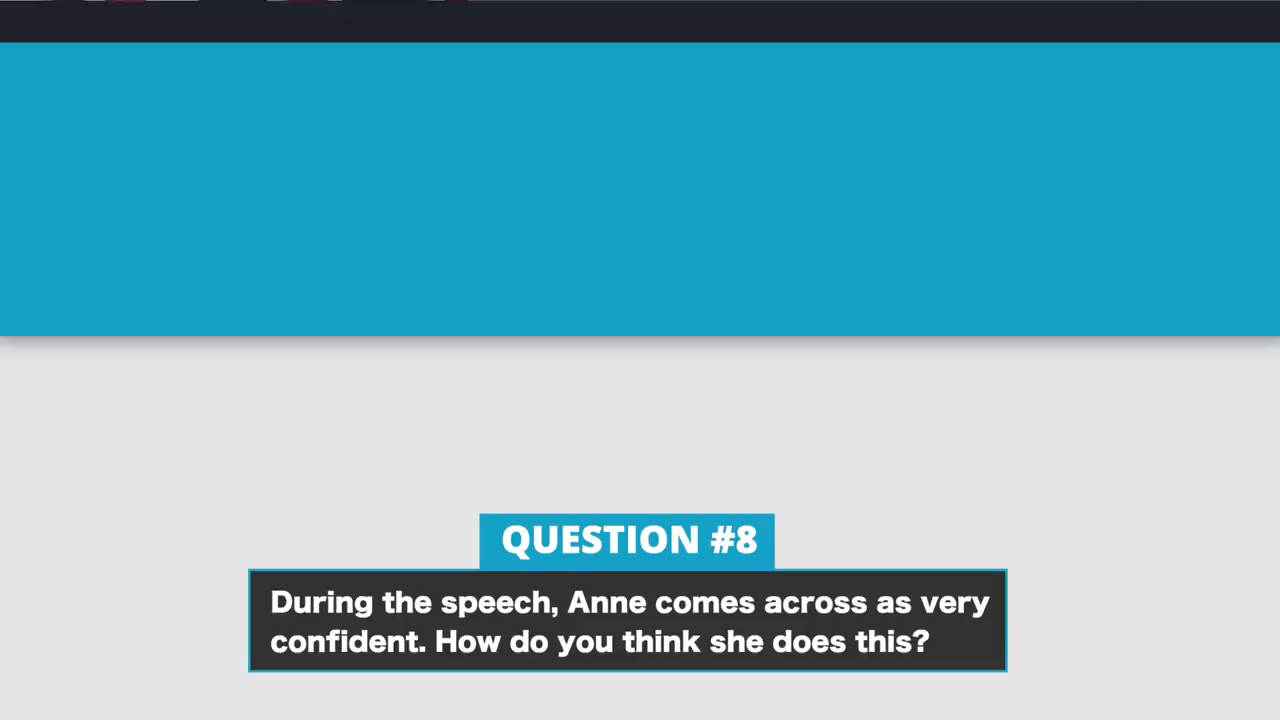 QUESTION #8
During the speech, Anne comes across as very
confident. How do you think she does this?